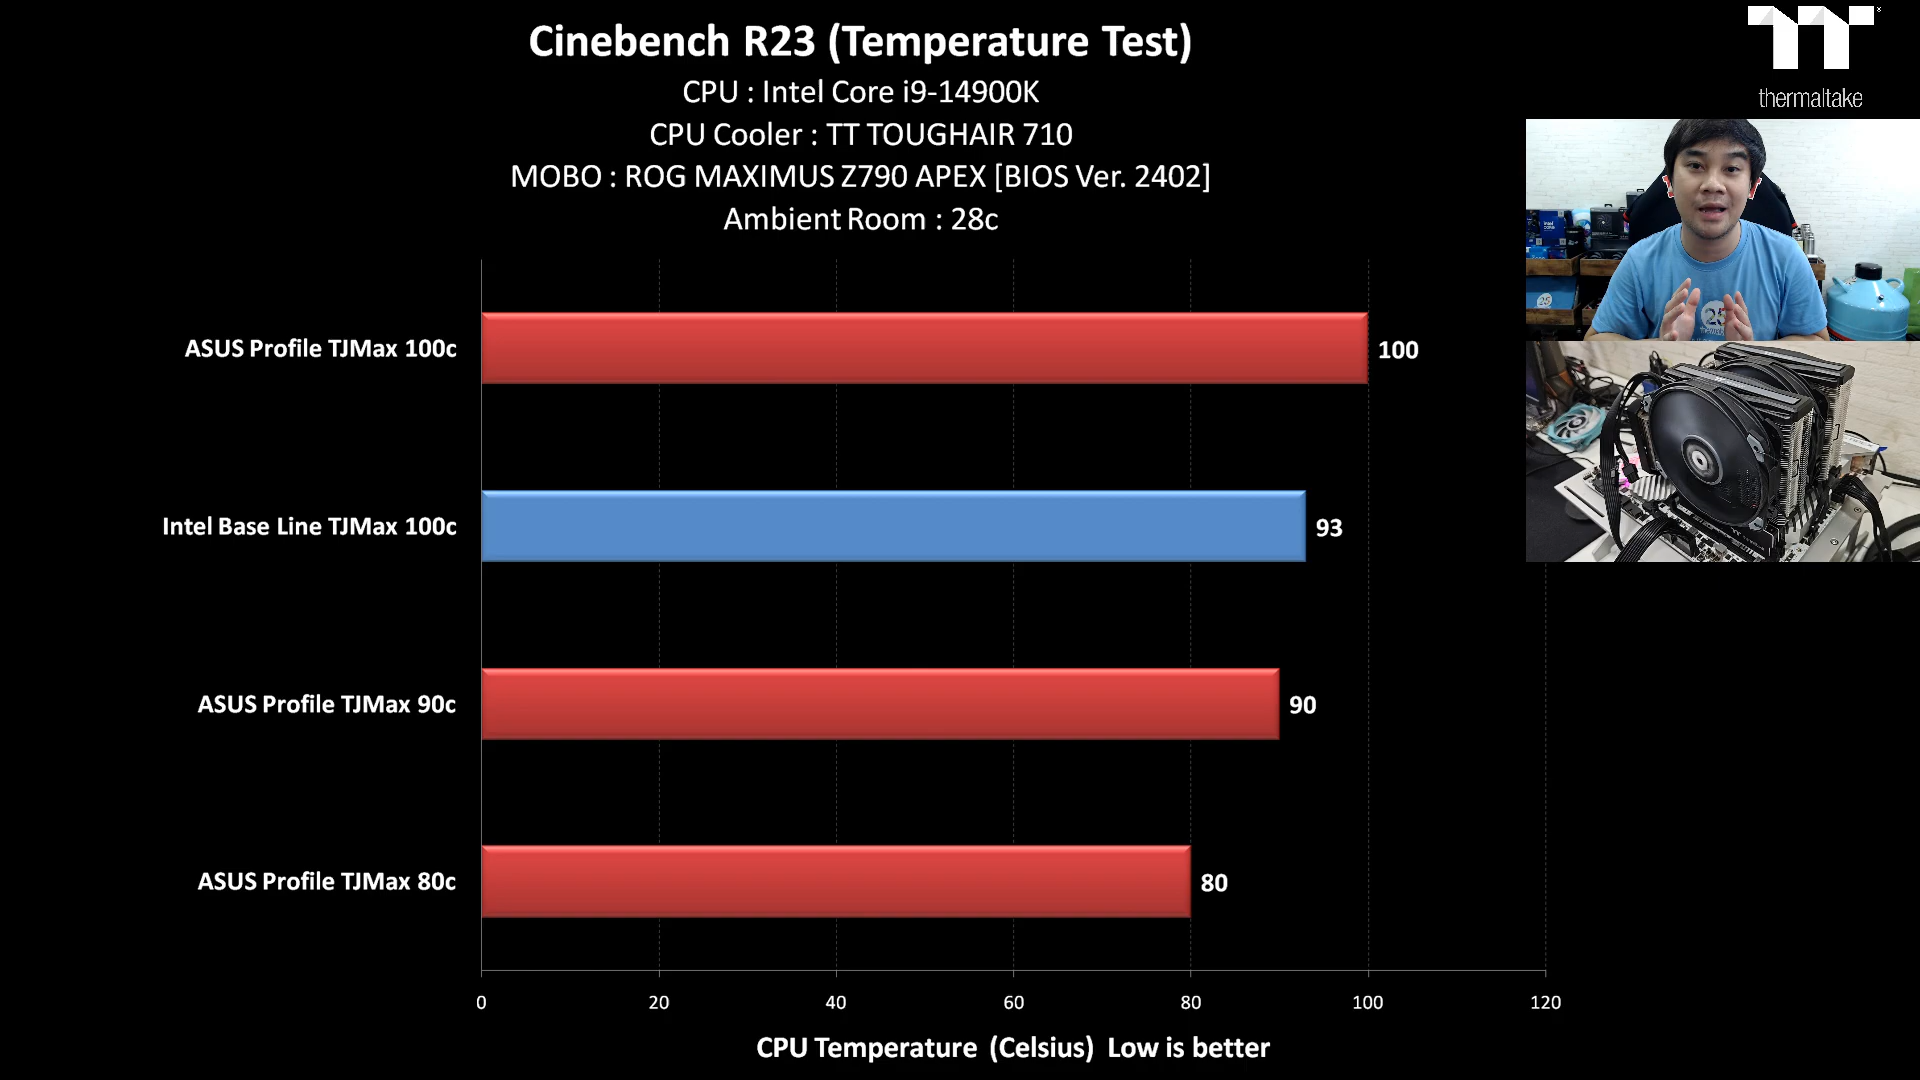 Cinebench R23 (Temperature Test)
CPU : Intel Core i9-14900K
CPU Cooler : TT TOUGHAIR 710
MOBO : ROG MAXIMUS Z790 APEX [BIOS Ver. 2402]
Ambient Room : 28c
thermaltake
ASUS Profile TJMax 100c
100
Intel Base Line TJMax 100c
93
ASUS Profile TJMax 90c
90
ASUS Profile TJMax 80c
80
0 20 40 60 80 100 120
CPU Temperature (Celsius) Low is better
25